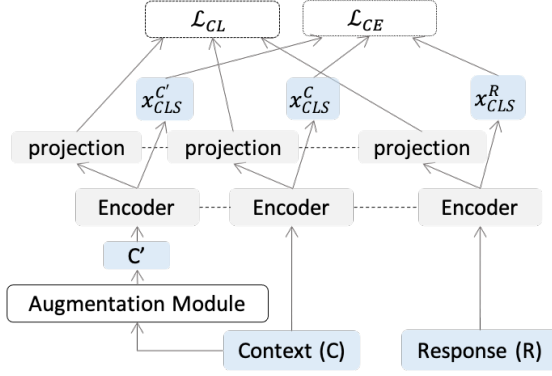 ℒ_CL ℒ_CE
x_CLS^C' x_CLS^C x_CLS^R
projection projection projection
Encoder Encoder Encoder
C'
Augmentation Module
Context (C) Response (R)